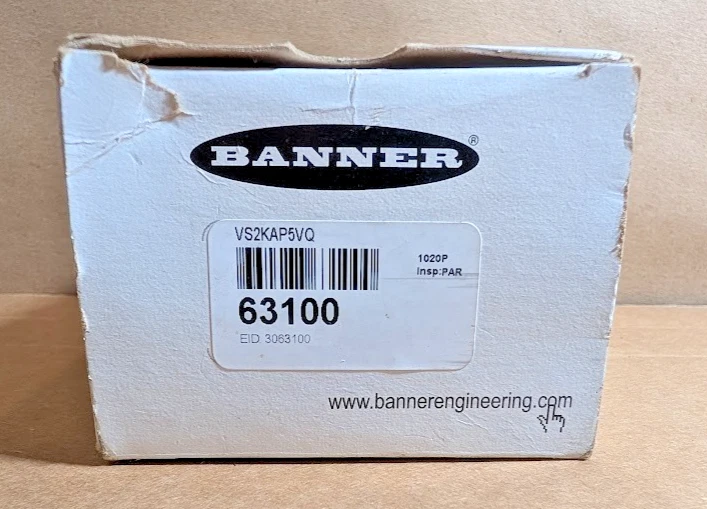 BANNER®
VS2KAP5VQ
1020P
Insp:PAR
63100
EID: 3063100
www.bannerengineering.com